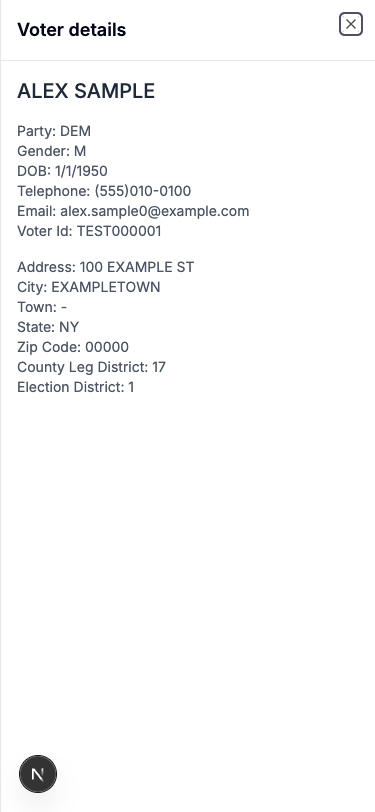 Voter details
ALEX SAMPLE
Party: DEM
Gender: M
DOB: 1/1/1950
Telephone: (555)010-0100
Email: alex.sample0@example.com
Voter Id: TEST000001
Address: 100 EXAMPLE ST
City: EXAMPLETOWN
Town: -
State: NY
Zip Code: 00000
County Leg District: 17
Election District: 1
N